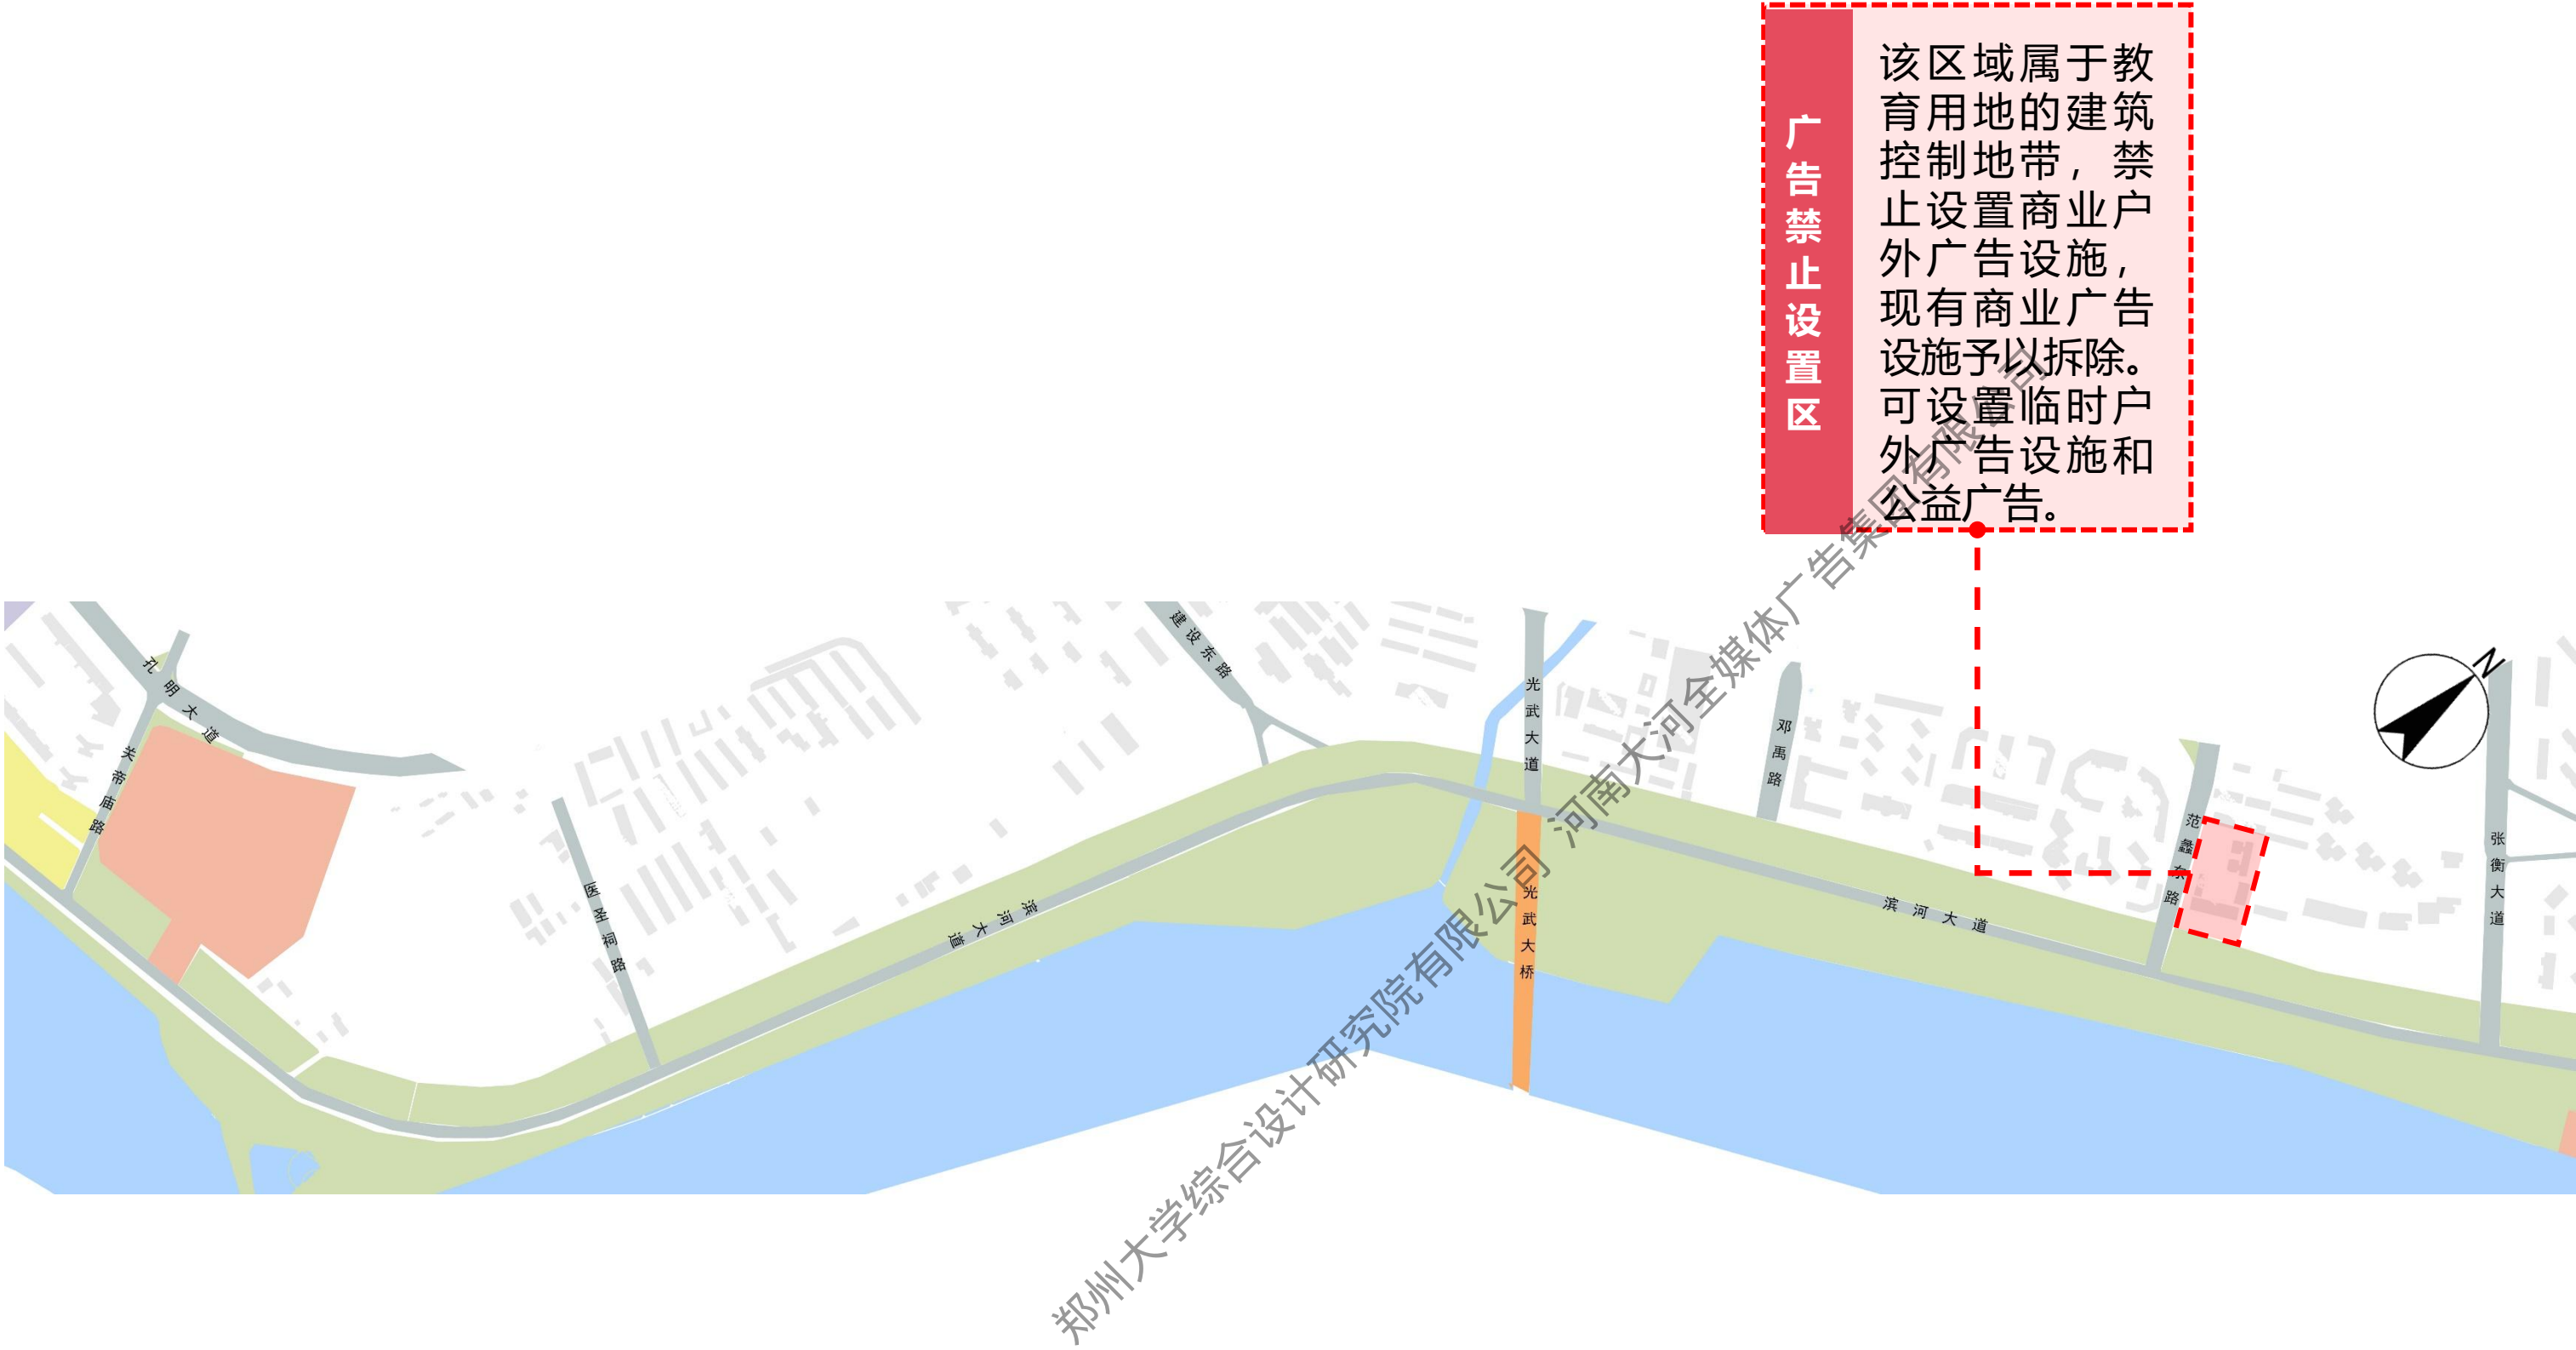 广告禁止设置区
该区域属于教
育用地的建筑
控制地带，禁
止设置商业户
外广告设施，
现有商业广告
设施予以拆除。
可设置临时户
外广告设施和
公益广告。
孔明大道
关帝庙路
医圣祠路
建设东路
滨河大道
光武大道
光武大桥
邓禹路
滨河大道
范蠡东路
张衡大道
N
郑州大学综合设计研究院有限公司 河南大河全媒体广告集团有限公司